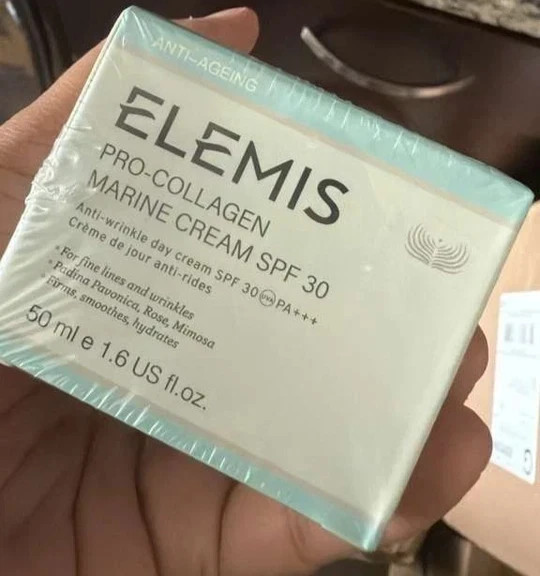 ANTI-AGEING
ELEMIS
PRO-COLLAGEN
MARINE CREAM SPF 30
Anti-wrinkle day cream SPF 30 UVA PA+++
Crème de jour anti-rides
• For fine lines and wrinkles
• Padina Pavonica, Rose, Mimosa
• Firms, smoothes, hydrates
50 ml e 1.6 US fl.oz.